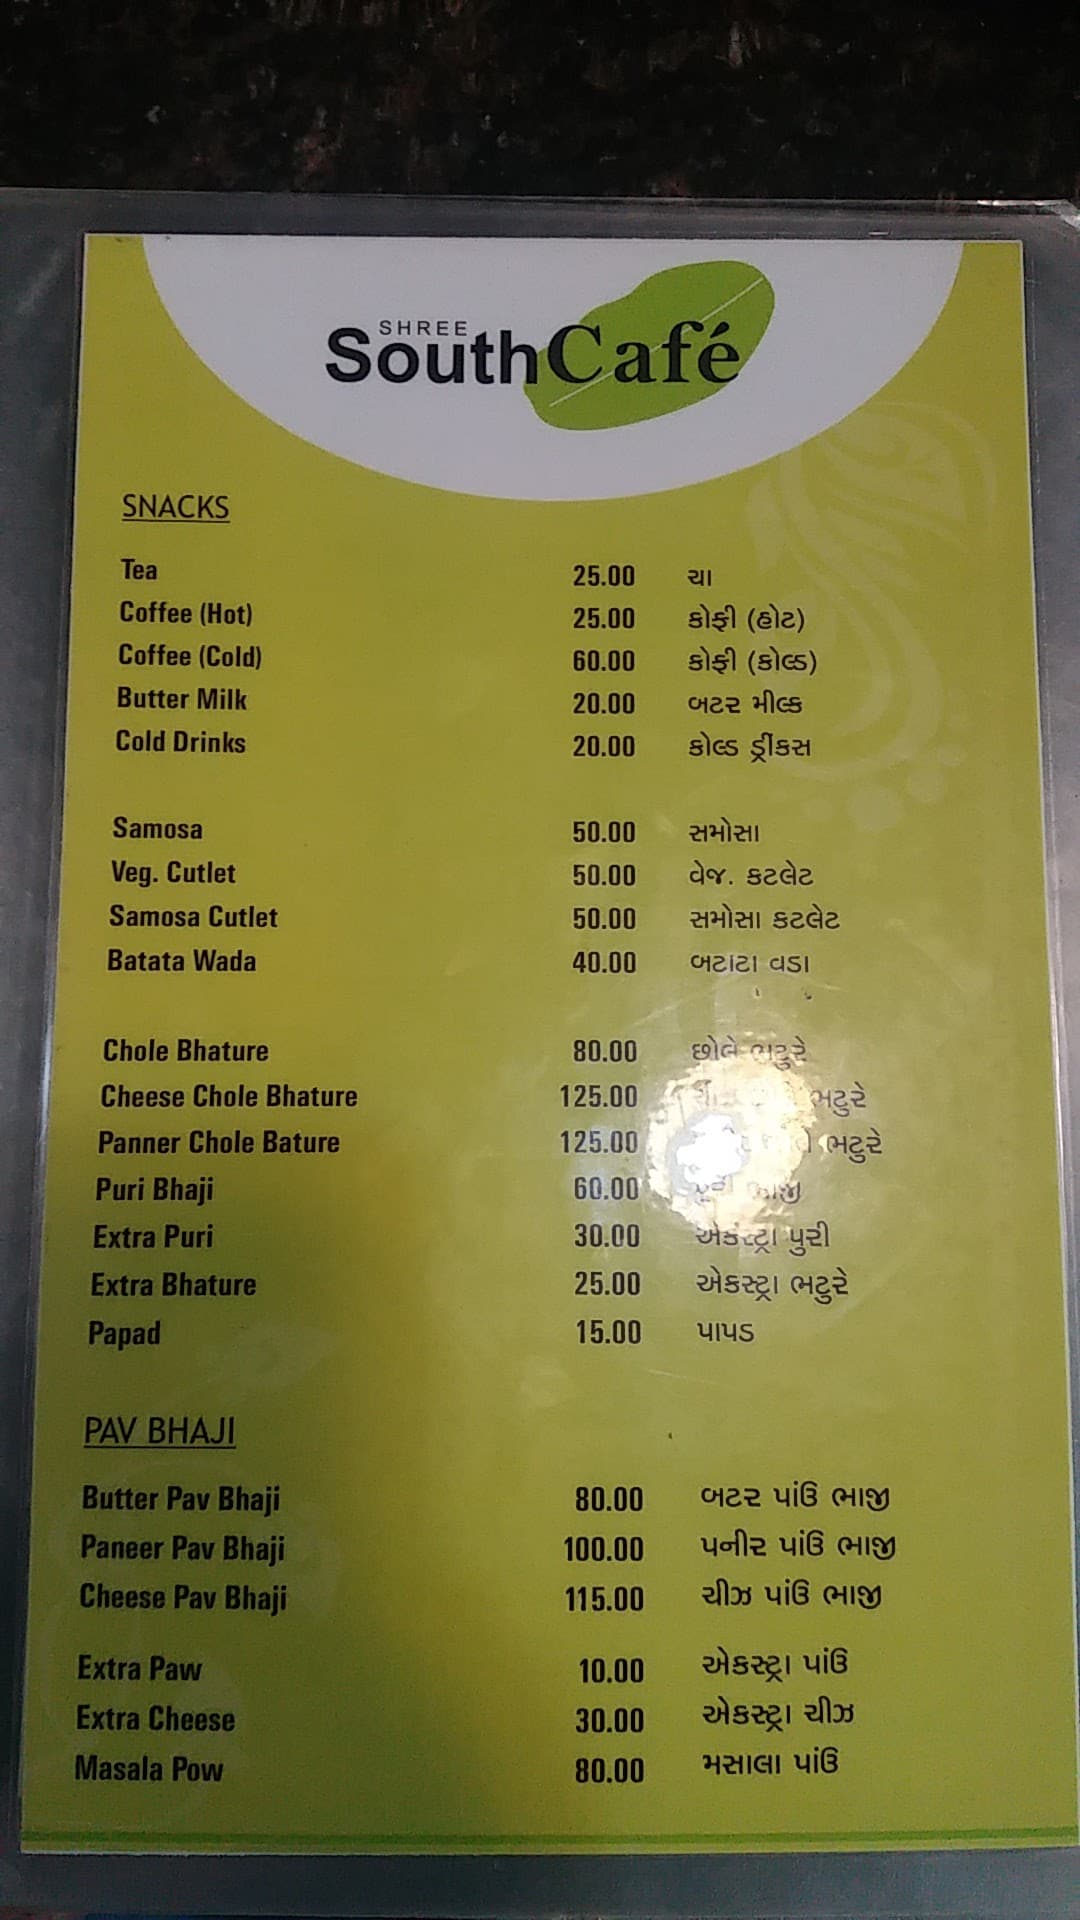 SHREE
SouthCafé
SNACKS
Tea 25.00 ચા
Coffee (Hot) 25.00 કોફી (હોટ)
Coffee (Cold) 60.00 કોફી (કોલ્ડ)
Butter Milk 20.00 બટર મીલ્ક
Cold Drinks 20.00 કોલ્ડ ડ્રીંકસ
Samosa 50.00 સમોસા
Veg. Cutlet 50.00 વેજ. કટલેટ
Samosa Cutlet 50.00 સમોસા કટલેટ
Batata Wada 40.00 બટાટા વડા
Chole Bhature 80.00 છોલે ભટુરે
Cheese Chole Bhature 125.00 ભટુરે
Panner Chole Bature 125.00 ભટુરે
Puri Bhaji 60.00 ભાજી
Extra Puri 30.00 એકસ્ટ્રા પુરી
Extra Bhature 25.00 એકસ્ટ્રા ભટુરે
Papad 15.00 પાપડ
PAV BHAJI
Butter Pav Bhaji 80.00 બટર પાંઉ ભાજી
Paneer Pav Bhaji 100.00 પનીર પાંઉ ભાજી
Cheese Pav Bhaji 115.00 ચીઝ પાંઉ ભાજી
Extra Paw 10.00 એકસ્ટ્રા પાંઉ
Extra Cheese 30.00 એકસ્ટ્રા ચીઝ
Masala Pow 80.00 મસાલા પાંઉ